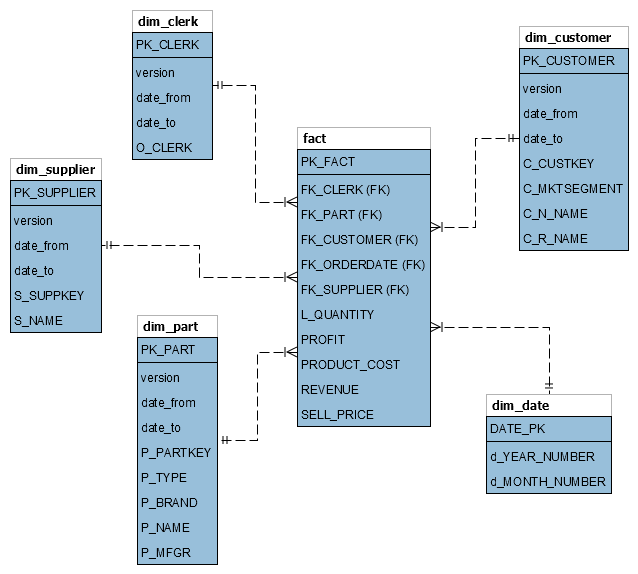 dim_clerk
PK_CLERK
version
date_from
date_to
O_CLERK
dim_customer
PK_CUSTOMER
version
date_from
date_to
C_CUSTKEY
C_MKTSEGMENT
C_N_NAME
C_R_NAME
fact
PK_FACT
FK_CLERK (FK)
FK_PART (FK)
FK_CUSTOMER (FK)
FK_ORDERDATE (FK)
FK_SUPPLIER (FK)
L_QUANTITY
PROFIT
PRODUCT_COST
REVENUE
SELL_PRICE
dim_supplier
PK_SUPPLIER
version
date_from
date_to
S_SUPPKEY
S_NAME
dim_part
PK_PART
version
date_from
date_to
P_PARTKEY
P_TYPE
P_BRAND
P_NAME
P_MFGR
dim_date
DATE_PK
d_YEAR_NUMBER
d_MONTH_NUMBER